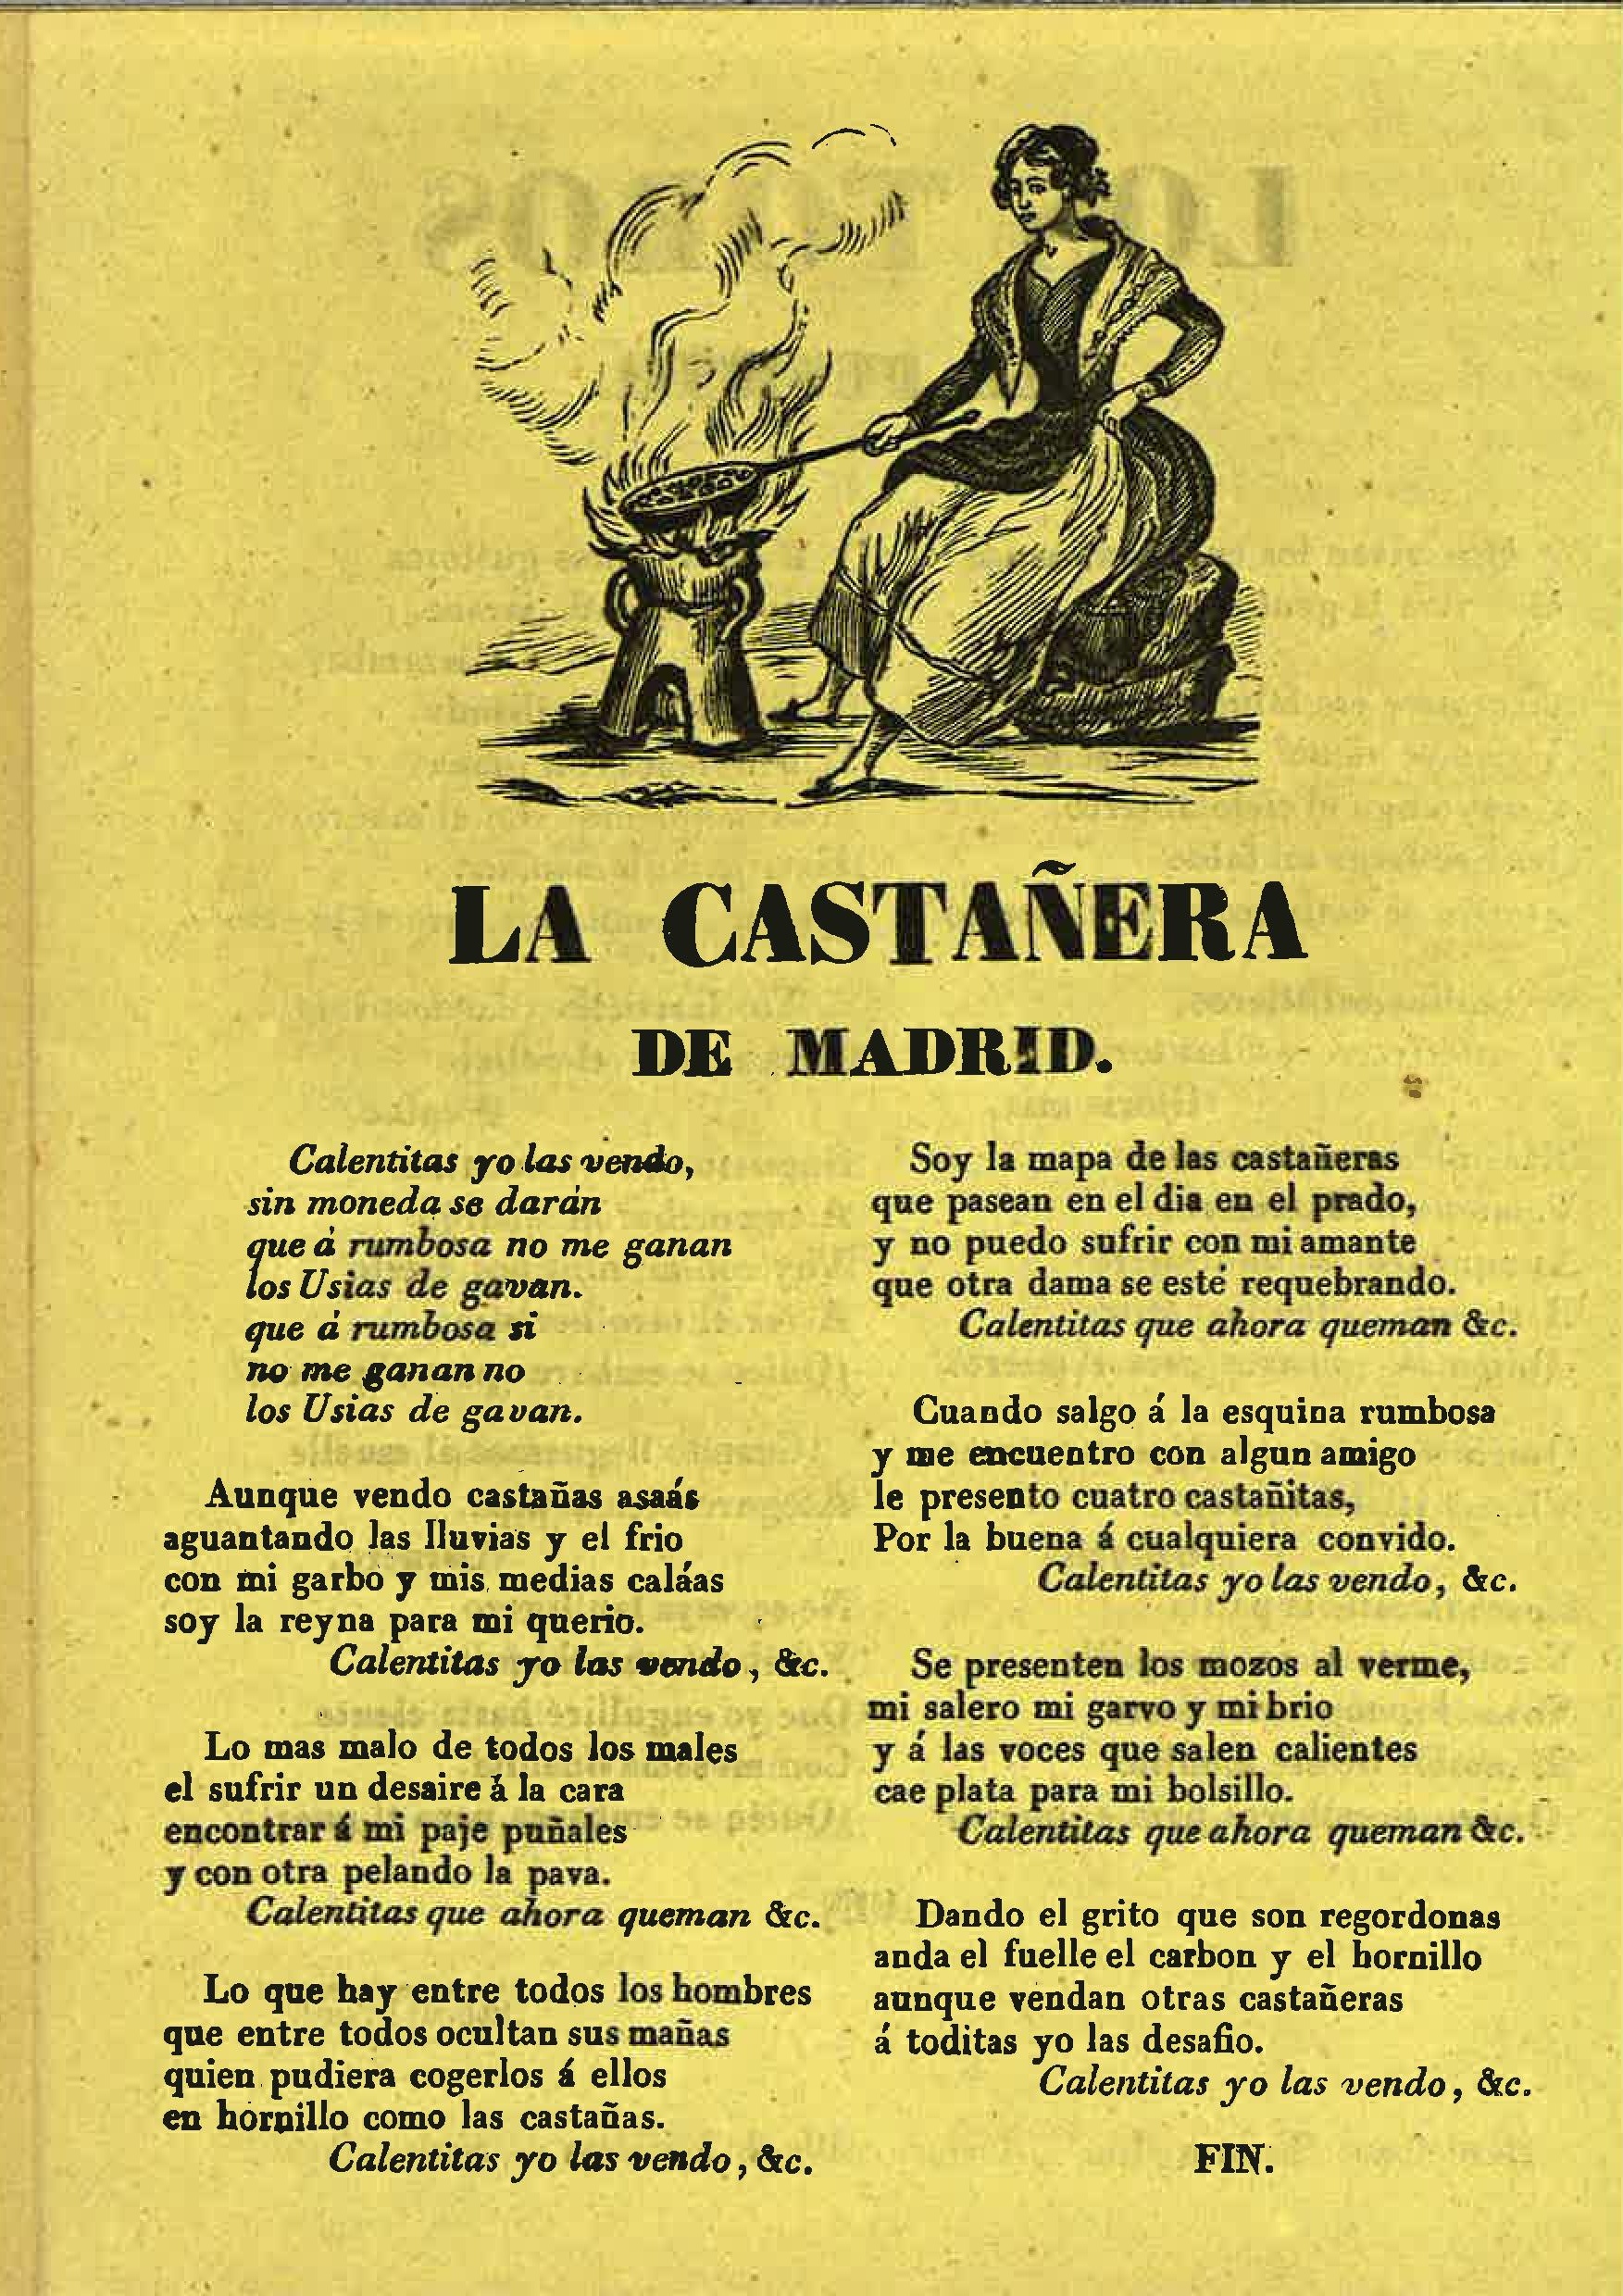 LA CASTAÑERA
DE MADRID.
Calentitas yo las vendo,
sin moneda se darán
que á rumbosa no me ganan
los Usias de gavan.
que á rumbosa si
no me ganan no
los Usias de gavan.
Aunque vendo castañas asaás
aguantando las lluvias y el frio
con mi garbo y mis medias caláas
soy la reyna para mi querio.
Calentitas yo las vendo, &c.
Lo mas malo de todos los males
el sufrir un desaire á la cara
encontrar á mi paje puñales
y con otra pelando la pava.
Calentitas que ahora queman &c.
Lo que hay entre todos los hombres
que entre todos ocultan sus mañas
quien pudiera cogerlos á ellos
en hornillo como las castañas.
Calentitas yo las vendo, &c.
Soy la mapa de las castañeras
que pasean en el dia en el prado,
y no puedo sufrir con mi amante
que otra dama se esté requebrando.
Calentitas que ahora queman &c.
Cuando salgo á la esquina rumbosa
y me encuentro con algun amigo
le presento cuatro castañitas,
Por la buena á cualquiera convido.
Calentitas yo las vendo, &c.
Se presenten los mozos al verme,
mi salero mi garvo y mi brio
y á las voces que salen calientes
cae plata para mi bolsillo.
Calentitas que ahora queman &c.
Dando el grito que son regordonas
anda el fuelle el carbon y el hornillo
aunque vendan otras castañeras
á toditas yo las desafio.
Calentitas yo las vendo, &c.
FIN.